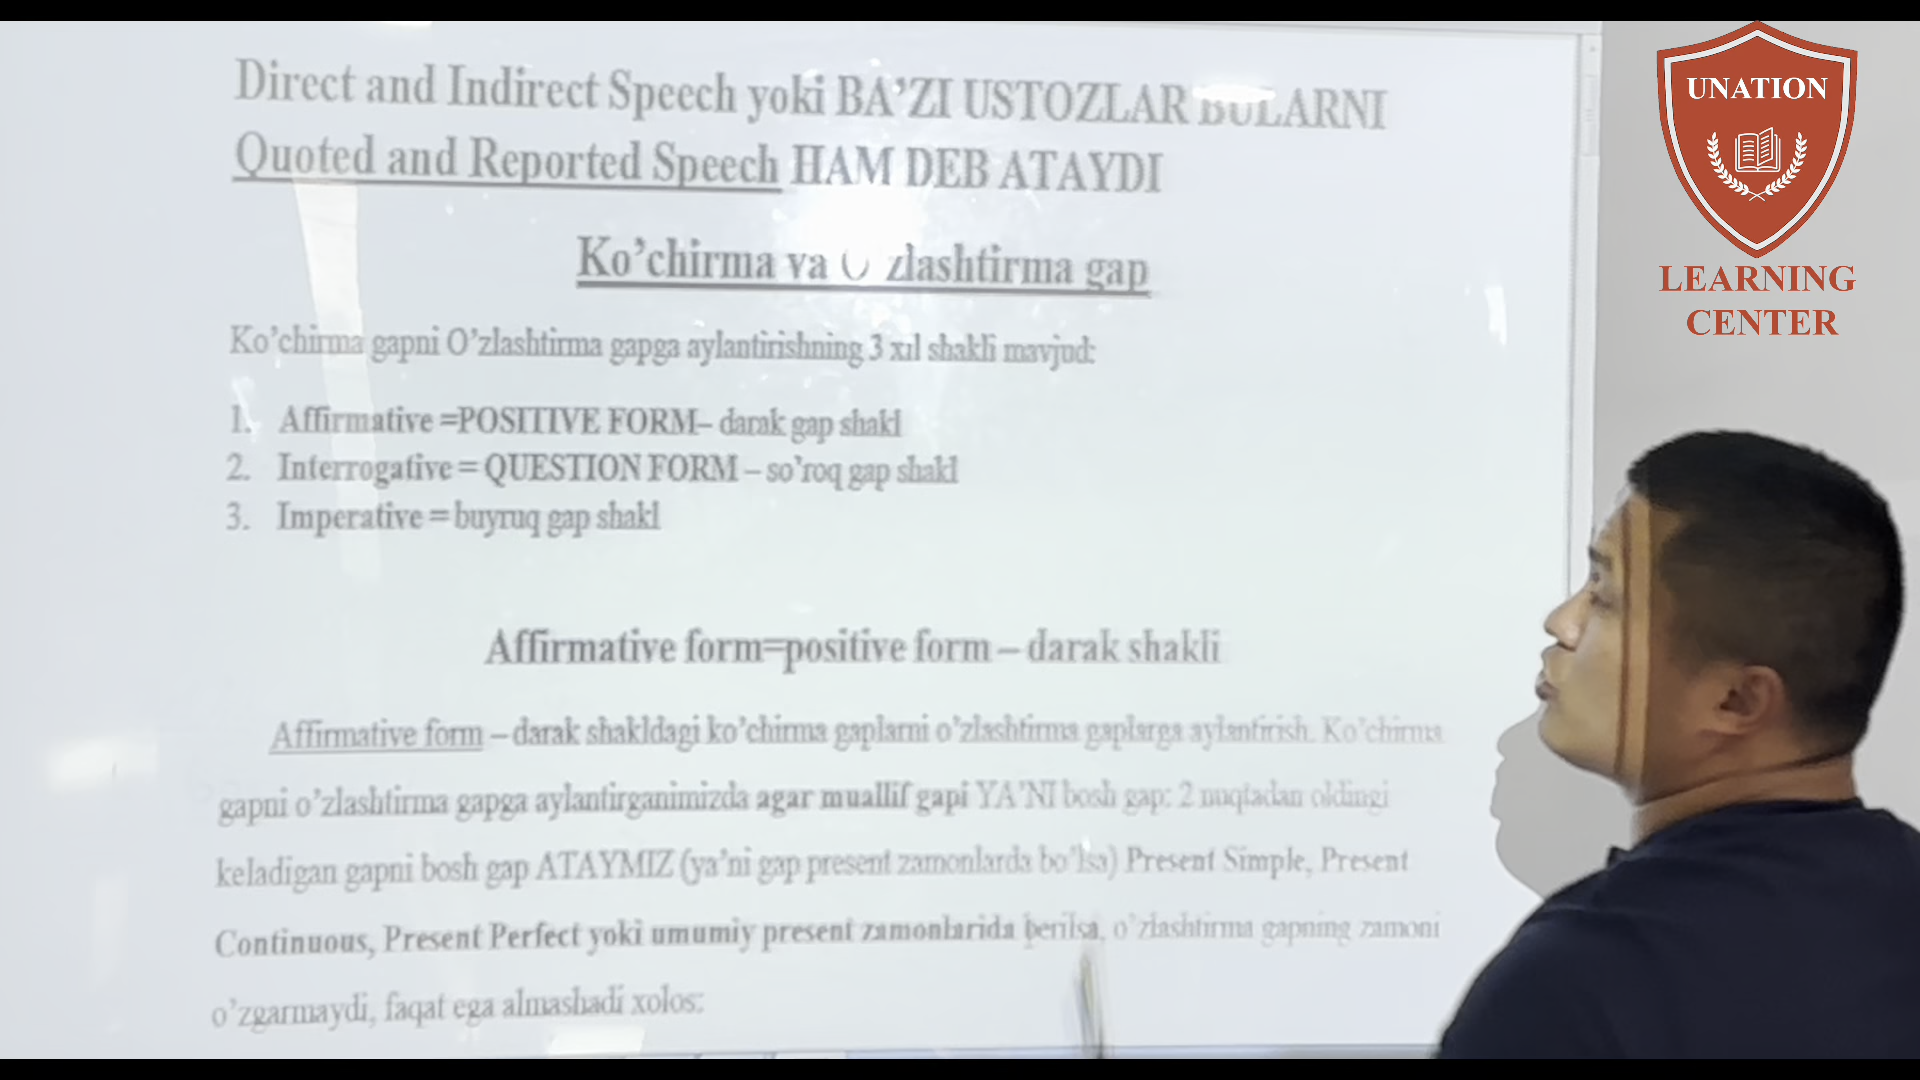 Direct and Indirect Speech yoki BA'ZI USTOZLAR BULARNI
Quoted and Reported Speech HAM DEB ATAYDI
Ko'chirma va O'zlashtirma gap
Ko'chirma gapni O'zlashtirma gapga aylantirishning 3 xil shakli mavjud:
1. Affirmative =POSITIVE FORM– darak gap shakl
2. Interrogative = QUESTION FORM – so'roq gap shakl
3. Imperative = buyruq gap shakl
Affirmative form=positive form – darak shakli
Affirmative form – darak shakldagi ko'chirma gaplarni o'zlashtirma gaplarga aylantirish. Ko'chirma
gapni o'zlashtirma gapga aylantirganimizda agar muallif gapi YA'NI bosh gap: 2 nuqtadan oldingi
keladigan gapni bosh gap ATAYMIZ (ya'ni gap present zamonlarda bo'lsa) Present Simple, Present
Continuous, Present Perfect yoki umumiy present zamonlarida berilsa, o'zlashtirma gapning zamoni
o'zgarmaydi, faqat ega almashadi xolos:
UNATION
LEARNING
CENTER